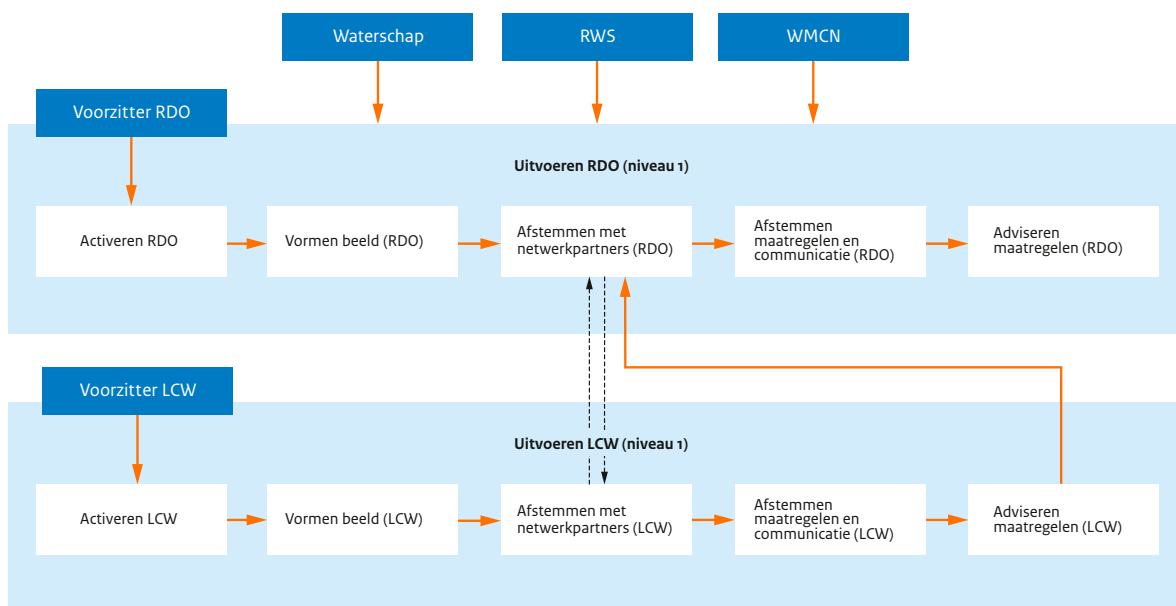 Waterschap
RWS
WMCN
Voorzitter RDO
Uitvoeren RDO (niveau 1)
Activeren RDO
Vormen beeld (RDO)
Afstemmen met
netwerkpartners (RDO)
Afstemmen
maatregelen en
communicatie (RDO)
Adviseren
maatregelen (RDO)
Voorzitter LCW
Uitvoeren LCW (niveau 1)
Activeren LCW
Vormen beeld (LCW)
Afstemmen met
netwerkpartners (LCW)
Afstemmen
maatregelen en
communicatie (LCW)
Adviseren
maatregelen (LCW)